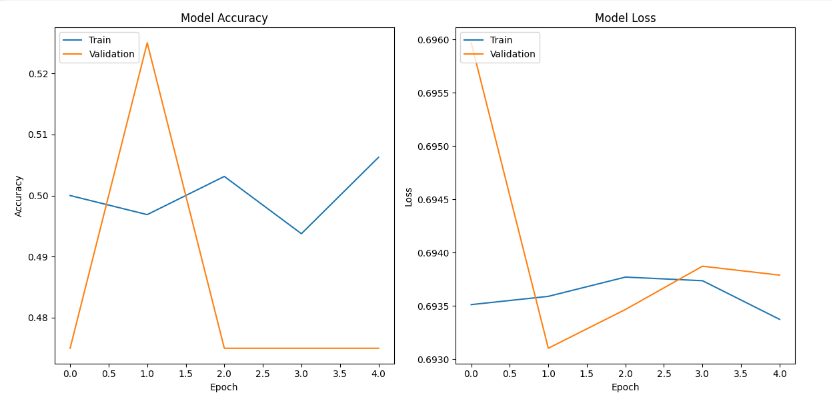 Model Accuracy
Train
Validation
0.52
0.51
0.50
0.49
0.48
Accuracy
0.0 0.5 1.0 1.5 2.0 2.5 3.0 3.5 4.0
Epoch
Model Loss
Train
Validation
0.6960
0.6955
0.6950
0.6945
0.6940
0.6935
0.6930
Loss
0.0 0.5 1.0 1.5 2.0 2.5 3.0 3.5 4.0
Epoch